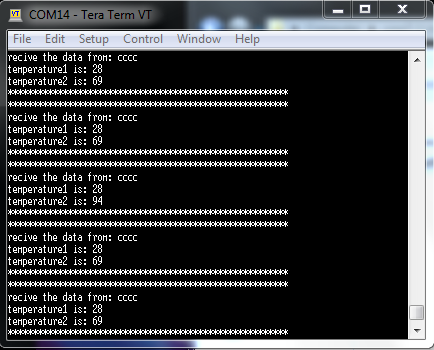 COM14 - Tera Term VT
File Edit Setup Control Window Help
recive the data from: cccc
temperature1 is: 28
temperature2 is: 69
**************************************************
**************************************************
recive the data from: cccc
temperature1 is: 28
temperature2 is: 69
**************************************************
**************************************************
recive the data from: cccc
temperature1 is: 28
temperature2 is: 94
**************************************************
**************************************************
recive the data from: cccc
temperature1 is: 28
temperature2 is: 69
**************************************************
**************************************************
recive the data from: cccc
temperature1 is: 28
temperature2 is: 69
**************************************************